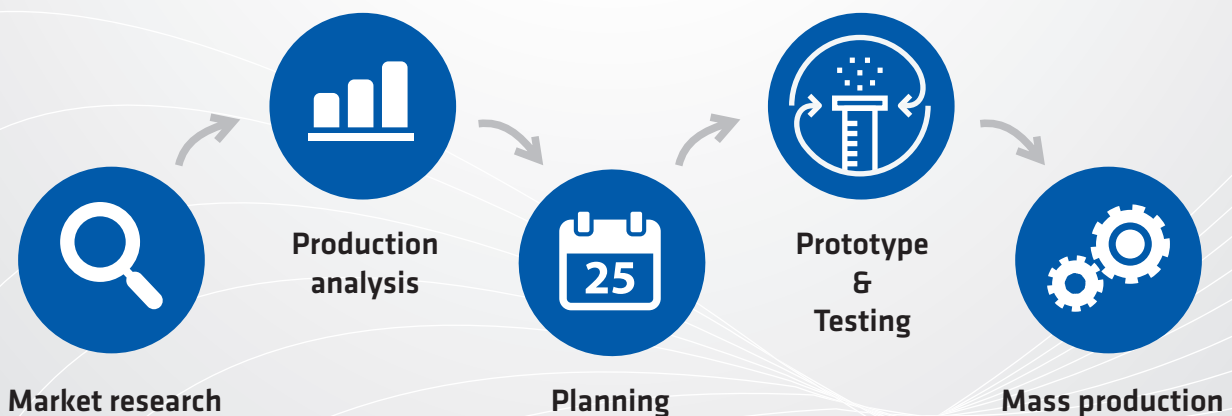 Market research
Production
analysis
25
Planning
Prototype
&
Testing
Mass production